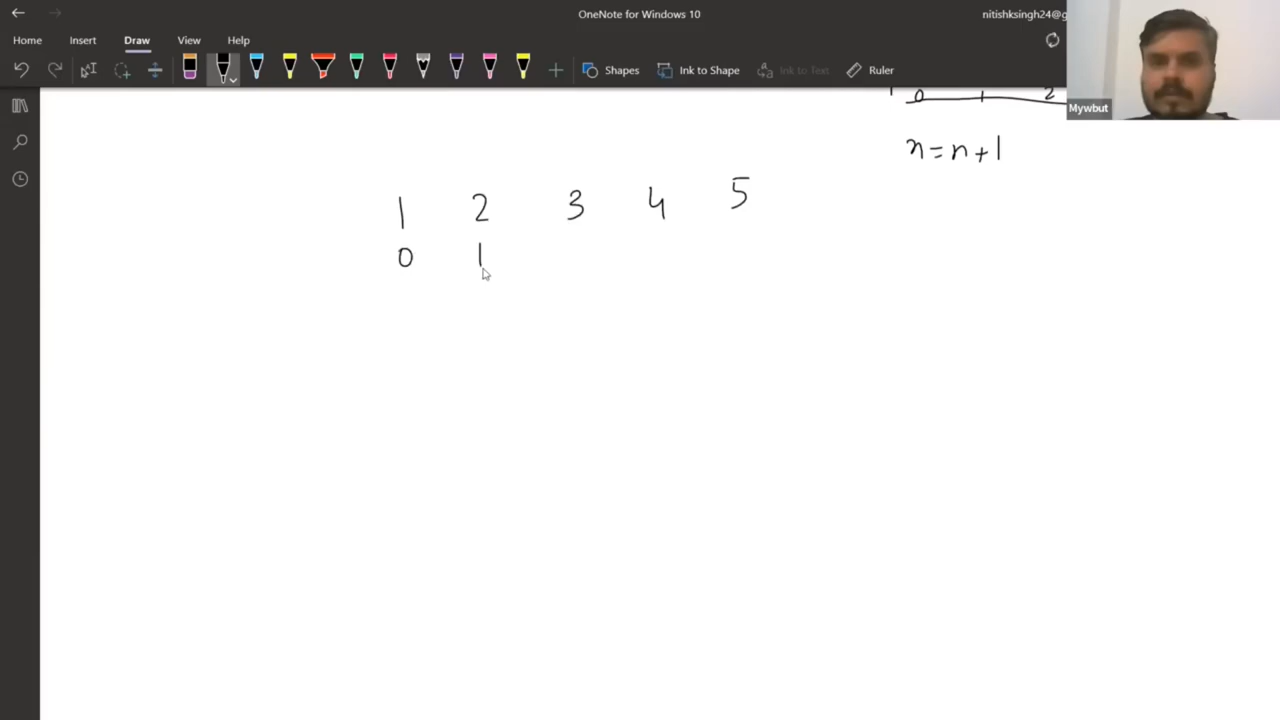 OneNote for Windows 10
nitishksingh24@g
Home Insert Draw View Help
Shapes Ink to Shape Ink to Text Ruler
Mywbut
0 1 2
n=n+1
1 2 3 4 5
0 1